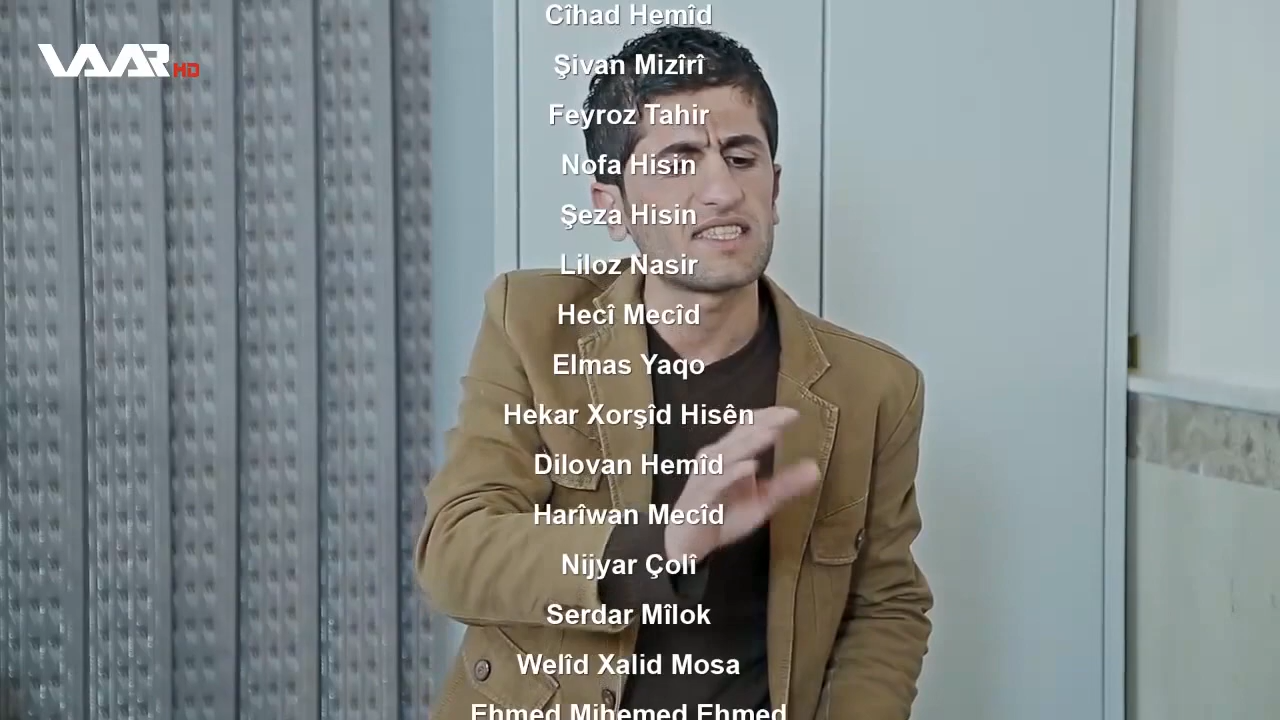 VAAR HD
Cîhad Hemîd
Şivan Mizîrî
Feyroz Tahir
Nofa Hisin
Şeza Hisin
Liloz Nasir
Hecî Mecîd
Elmas Yaqo
Hekar Xorşîd Hisên
Dilovan Hemîd
Harîwan Mecîd
Nijyar Çolî
Serdar Mîlok
Welîd Xalid Mosa
Ehmed Mihemed Ehmed